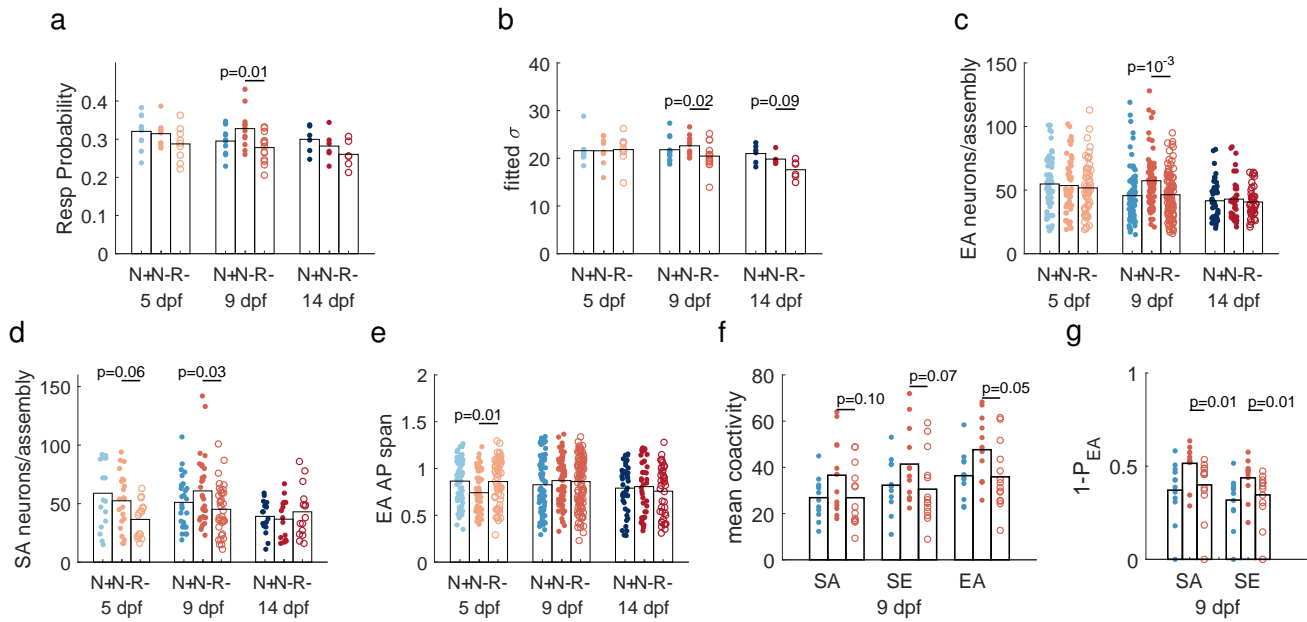 a
Resp Probability
0.4
0.3
0.2
0.1
0
p=0.01
N+N-R- N+N-R- N+N-R-
5 dpf 9 dpf 14 dpf
b
fitted σ
40
30
20
10
0
p=0.02
p=0.09
N+N-R- N+N-R- N+N-R-
5 dpf 9 dpf 14 dpf
c
EA neurons/assembly
150
100
50
0
p=10-3
N+N-R- N+N-R- N+N-R-
5 dpf 9 dpf 14 dpf
d
SA neurons/assembly
150
100
50
0
p=0.06
p=0.03
N+N-R- N+N-R- N+N-R-
5 dpf 9 dpf 14 dpf
e
EA AP span
2
1.5
1
0.5
0
p=0.01
N+N-R- N+N-R- N+N-R-
5 dpf 9 dpf 14 dpf
f
mean coactivity
80
60
40
20
0
p=0.10
p=0.07
p=0.05
SA SE EA
9 dpf
g
1-PEA
1
0.5
0
p=0.01
p=0.01
SA SE
9 dpf